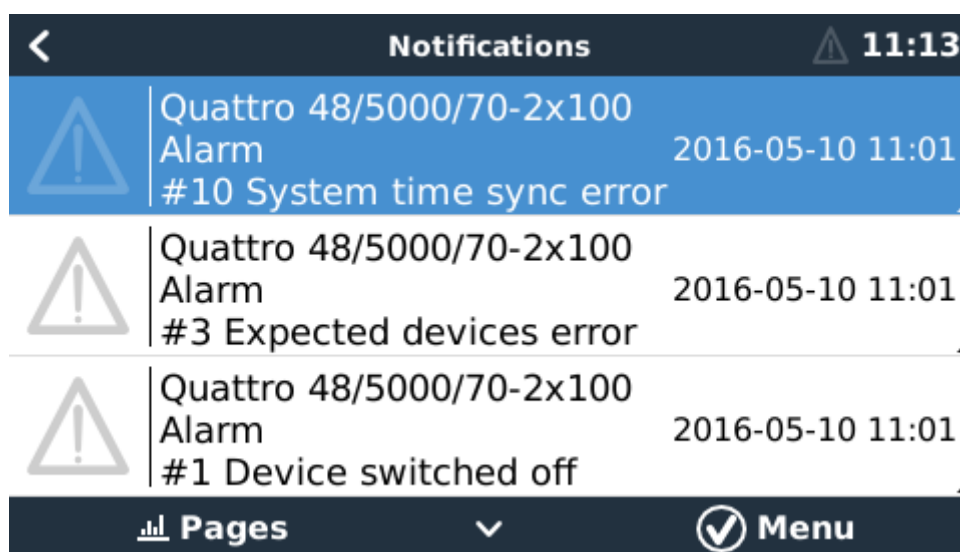 Notifications 11:13
Quattro 48/5000/70-2x100
Alarm 2016-05-10 11:01
#10 System time sync error
Quattro 48/5000/70-2x100
Alarm 2016-05-10 11:01
#3 Expected devices error
Quattro 48/5000/70-2x100
Alarm 2016-05-10 11:01
#1 Device switched off
Pages Menu